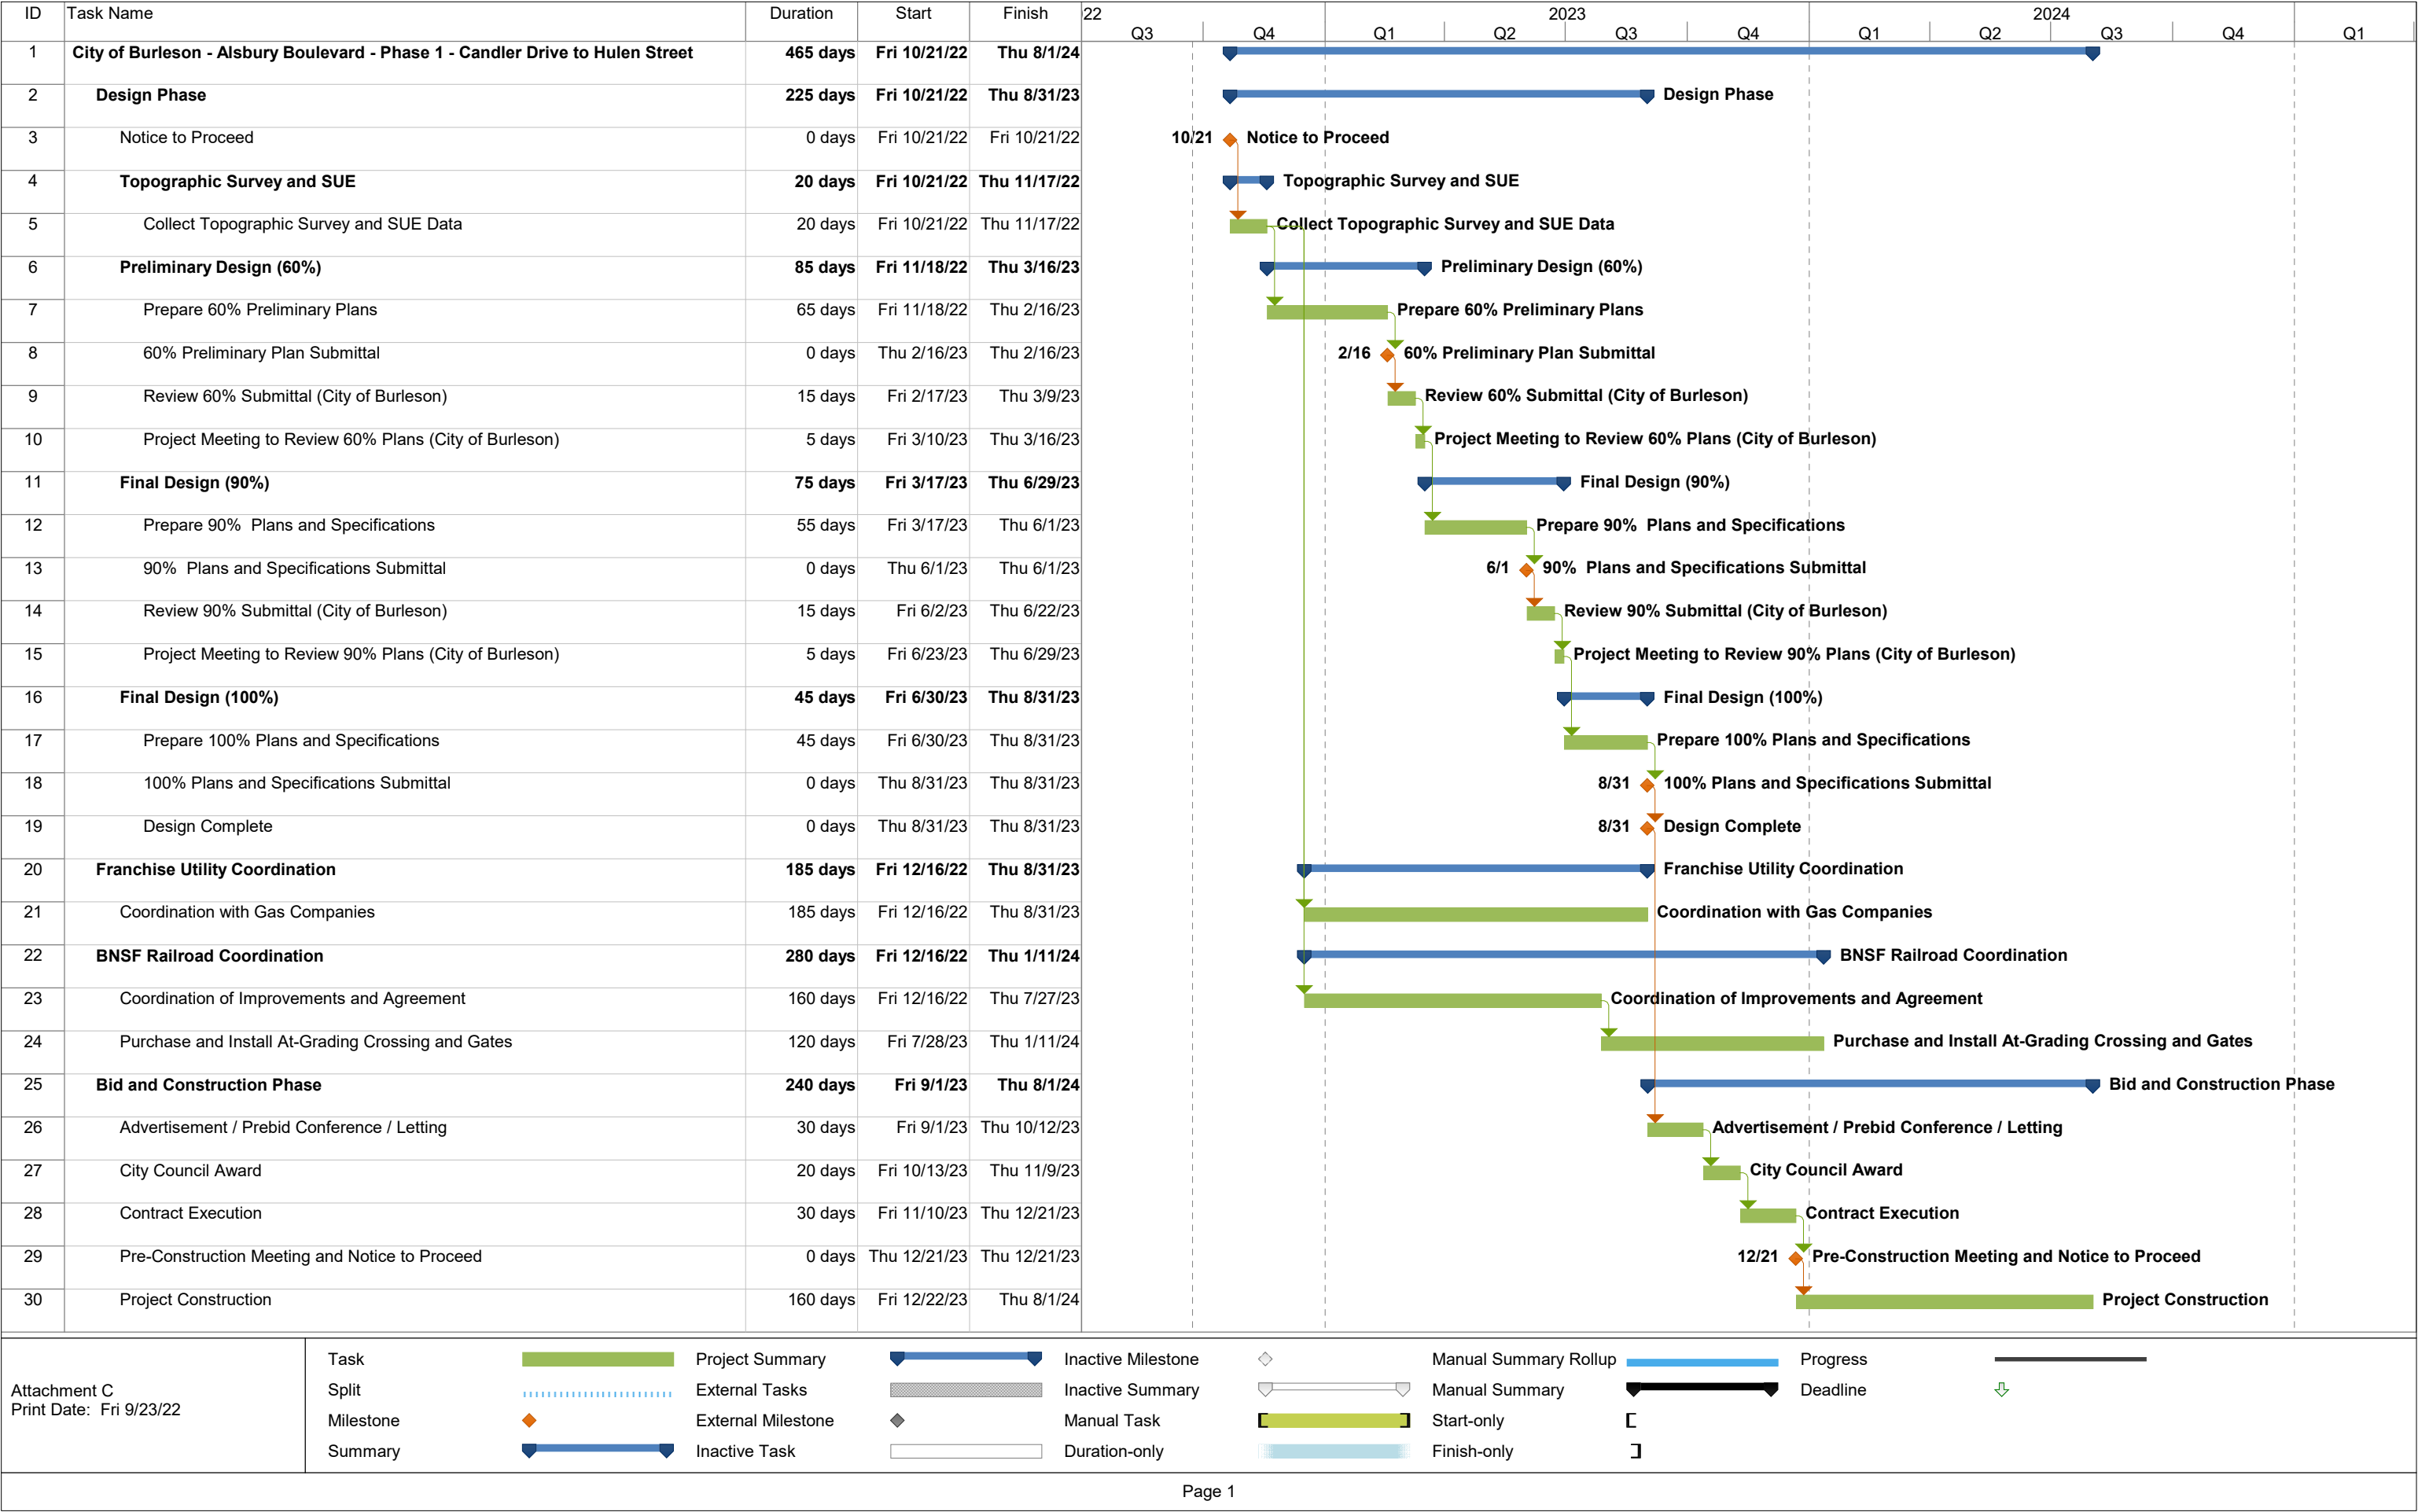 ID Task Name Duration Start Finish 22 2023 2024
Q3 Q4 Q1 Q2 Q3 Q4 Q1 Q2 Q3 Q4 Q1
1 City of Burleson - Alsbury Boulevard - Phase 1 - Candler Drive to Hulen Street 465 days Fri 10/21/22 Thu 8/1/24
2 Design Phase 225 days Fri 10/21/22 Thu 8/31/23 Design Phase
3 Notice to Proceed 0 days Fri 10/21/22 Fri 10/21/22 10/21 Notice to Proceed
4 Topographic Survey and SUE 20 days Fri 10/21/22 Thu 11/17/22 Topographic Survey and SUE
5 Collect Topographic Survey and SUE Data 20 days Fri 10/21/22 Thu 11/17/22 Collect Topographic Survey and SUE Data
6 Preliminary Design (60%) 85 days Fri 11/18/22 Thu 3/16/23 Preliminary Design (60%)
7 Prepare 60% Preliminary Plans 65 days Fri 11/18/22 Thu 2/16/23 Prepare 60% Preliminary Plans
8 60% Preliminary Plan Submittal 0 days Thu 2/16/23 Thu 2/16/23 2/16 60% Preliminary Plan Submittal
9 Review 60% Submittal (City of Burleson) 15 days Fri 2/17/23 Thu 3/9/23 Review 60% Submittal (City of Burleson)
10 Project Meeting to Review 60% Plans (City of Burleson) 5 days Fri 3/10/23 Thu 3/16/23 Project Meeting to Review 60% Plans (City of Burleson)
11 Final Design (90%) 75 days Fri 3/17/23 Thu 6/29/23 Final Design (90%)
12 Prepare 90%  Plans and Specifications 55 days Fri 3/17/23 Thu 6/1/23 Prepare 90%  Plans and Specifications
13 90%  Plans and Specifications Submittal 0 days Thu 6/1/23 Thu 6/1/23 6/1 90%  Plans and Specifications Submittal
14 Review 90% Submittal (City of Burleson) 15 days Fri 6/2/23 Thu 6/22/23 Review 90% Submittal (City of Burleson)
15 Project Meeting to Review 90% Plans (City of Burleson) 5 days Fri 6/23/23 Thu 6/29/23 Project Meeting to Review 90% Plans (City of Burleson)
16 Final Design (100%) 45 days Fri 6/30/23 Thu 8/31/23 Final Design (100%)
17 Prepare 100% Plans and Specifications 45 days Fri 6/30/23 Thu 8/31/23 Prepare 100% Plans and Specifications
18 100% Plans and Specifications Submittal 0 days Thu 8/31/23 Thu 8/31/23 8/31 100% Plans and Specifications Submittal
19 Design Complete 0 days Thu 8/31/23 Thu 8/31/23 8/31 Design Complete
20 Franchise Utility Coordination 185 days Fri 12/16/22 Thu 8/31/23 Franchise Utility Coordination
21 Coordination with Gas Companies 185 days Fri 12/16/22 Thu 8/31/23 Coordination with Gas Companies
22 BNSF Railroad Coordination 280 days Fri 12/16/22 Thu 1/11/24 BNSF Railroad Coordination
23 Coordination of Improvements and Agreement 160 days Fri 12/16/22 Thu 7/27/23 Coordination of Improvements and Agreement
24 Purchase and Install At-Grading Crossing and Gates 120 days Fri 7/28/23 Thu 1/11/24 Purchase and Install At-Grading Crossing and Gates
25 Bid and Construction Phase 240 days Fri 9/1/23 Thu 8/1/24 Bid and Construction Phase
26 Advertisement / Prebid Conference / Letting 30 days Fri 9/1/23 Thu 10/12/23 Advertisement / Prebid Conference / Letting
27 City Council Award 20 days Fri 10/13/23 Thu 11/9/23 City Council Award
28 Contract Execution 30 days Fri 11/10/23 Thu 12/21/23 Contract Execution
29 Pre-Construction Meeting and Notice to Proceed 0 days Thu 12/21/23 Thu 12/21/23 12/21 Pre-Construction Meeting and Notice to Proceed
30 Project Construction 160 days Fri 12/22/23 Thu 8/1/24 Project Construction
Attachment C
Print Date:  Fri 9/23/22
Task Project Summary Inactive Milestone Manual Summary Rollup Progress
Split External Tasks Inactive Summary Manual Summary Deadline
Milestone External Milestone Manual Task Start-only
Summary Inactive Task Duration-only Finish-only
Page 1